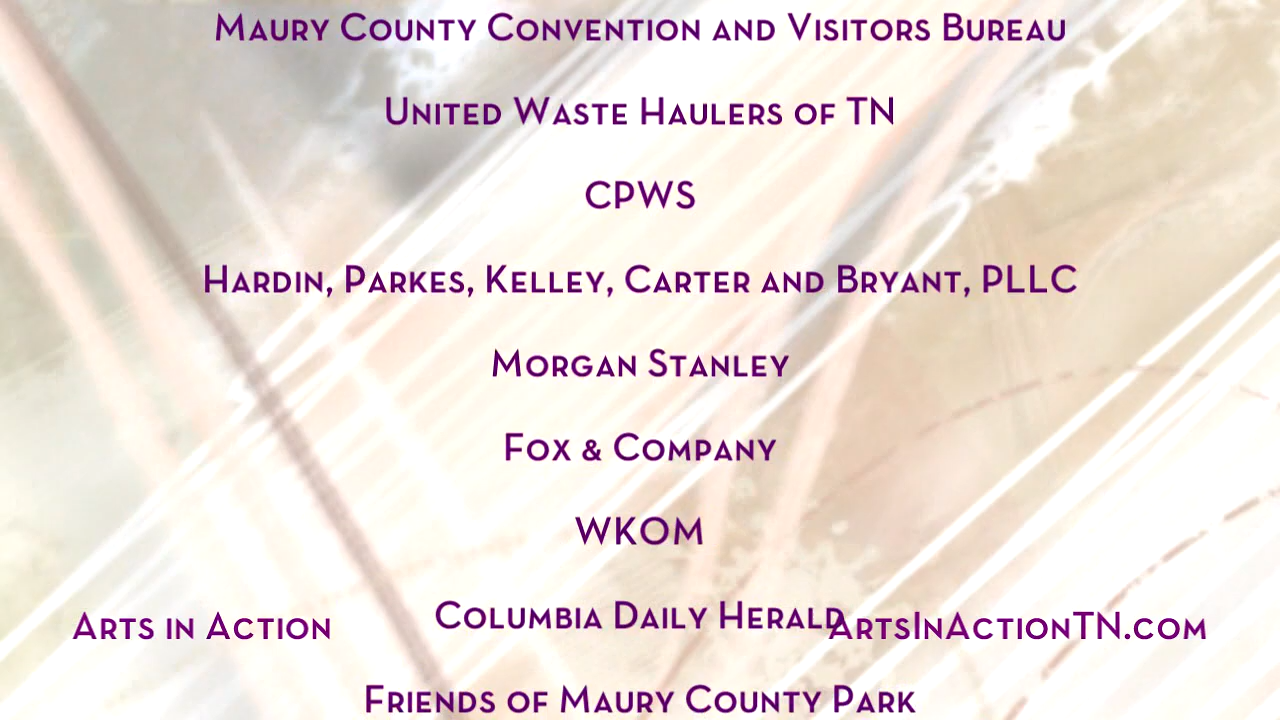 Maury County Convention and Visitors Bureau
United Waste Haulers of TN
CPWS
Hardin, Parkes, Kelley, Carter and Bryant, PLLC
Morgan Stanley
Fox & Company
WKOM
Columbia Daily Herald
Arts in Action
ArtsInActionTN.com
Friends of Maury County Park